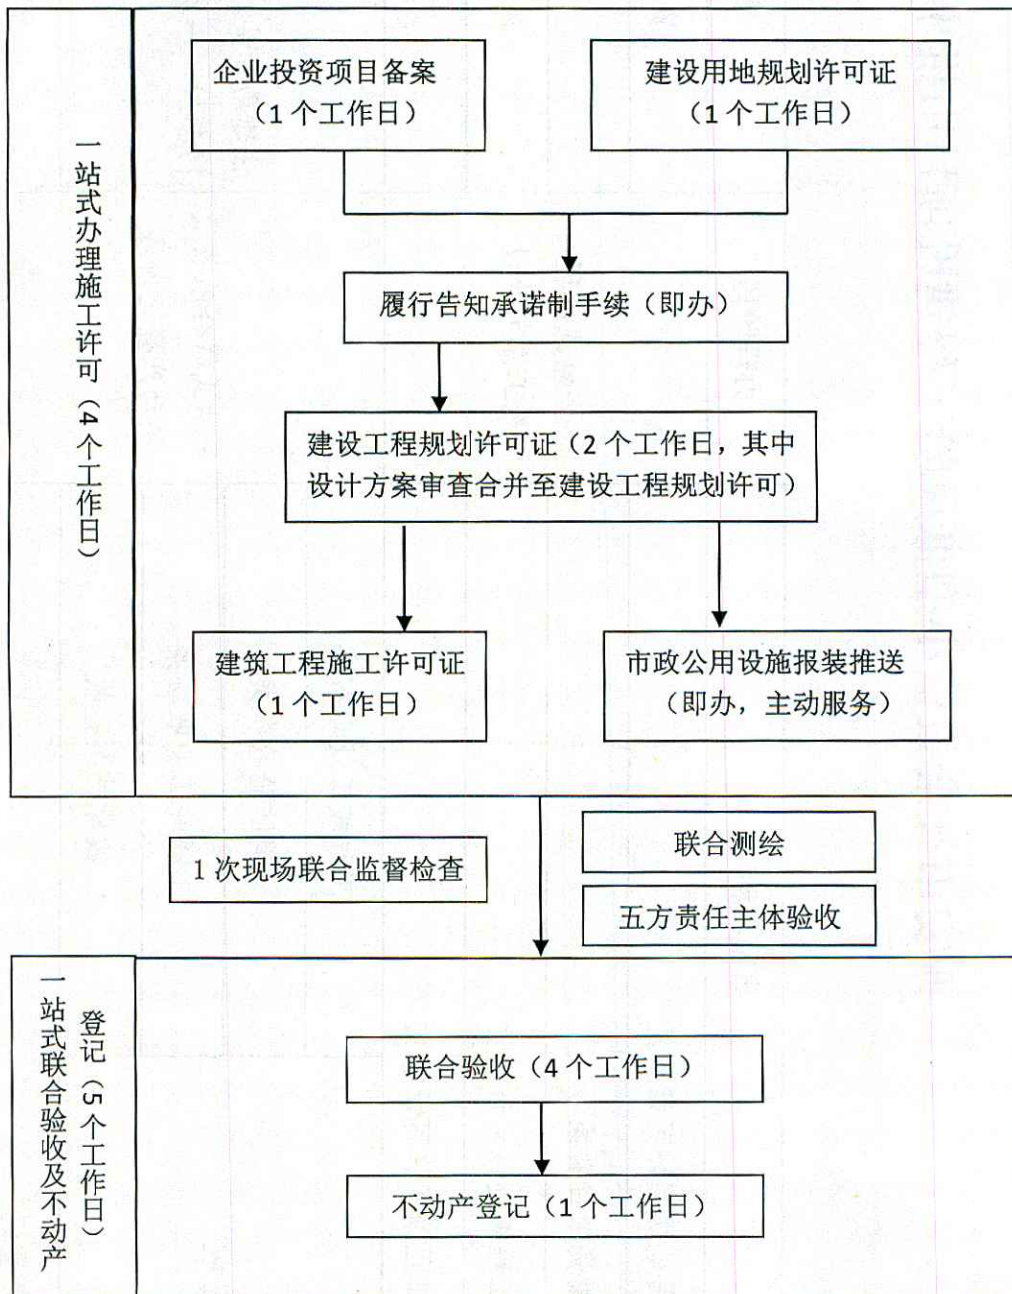 一站式办理施工许可（4个工作日）
企业投资项目备案
（1个工作日）
建设用地规划许可证
（1个工作日）
履行告知承诺制手续（即办）
建设工程规划许可证（2个工作日，其中
设计方案审查合并至建设工程规划许可）
建筑工程施工许可证
（1个工作日）
市政公用设施报装推送
（即办，主动服务）
1次现场联合监督检查
联合测绘
五方责任主体验收
一站式联合验收及不动产
登记（5个工作日）
联合验收（4个工作日）
不动产登记（1个工作日）